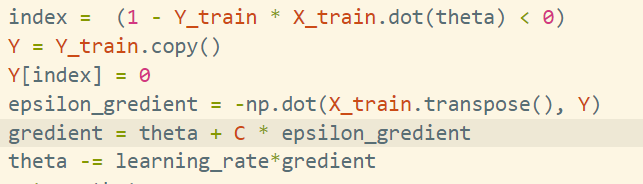 index =  (1 - Y_train * X_train.dot(theta) < 0)
Y = Y_train.copy()
Y[index] = 0
epsilon_gredient = -np.dot(X_train.transpose(), Y)
gredient = theta + C * epsilon_gredient
theta -= learning_rate*gredient